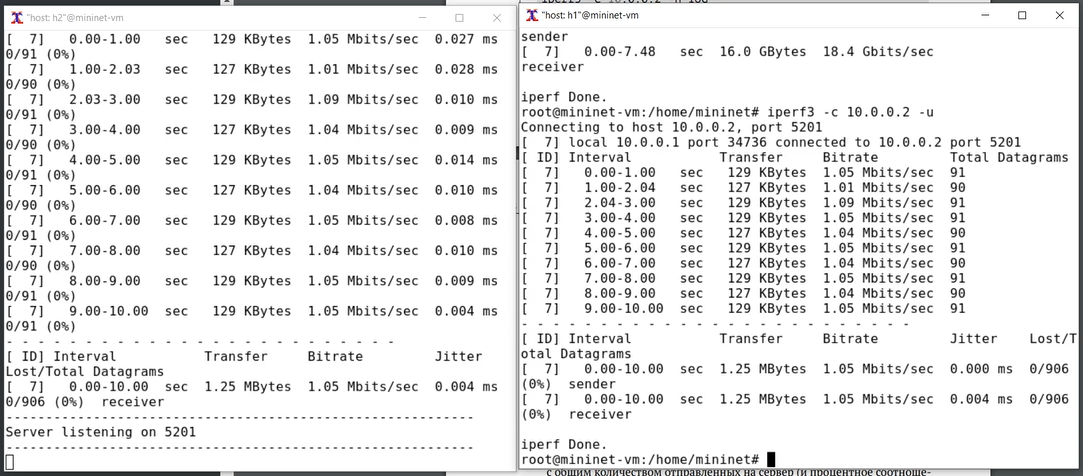 "host: h2"@mininet-vm
[  7]   0.00-1.00   sec   129 KBytes  1.05 Mbits/sec  0.027 ms
0/91 (0%)
[  7]   1.00-2.03   sec   127 KBytes  1.01 Mbits/sec  0.028 ms
0/90 (0%)
[  7]   2.03-3.00   sec   129 KBytes  1.09 Mbits/sec  0.010 ms
0/91 (0%)
[  7]   3.00-4.00   sec   127 KBytes  1.04 Mbits/sec  0.009 ms
0/90 (0%)
[  7]   4.00-5.00   sec   129 KBytes  1.05 Mbits/sec  0.014 ms
0/91 (0%)
[  7]   5.00-6.00   sec   127 KBytes  1.04 Mbits/sec  0.010 ms
0/90 (0%)
[  7]   6.00-7.00   sec   129 KBytes  1.05 Mbits/sec  0.008 ms
0/91 (0%)
[  7]   7.00-8.00   sec   127 KBytes  1.04 Mbits/sec  0.010 ms
0/90 (0%)
[  7]   8.00-9.00   sec   129 KBytes  1.05 Mbits/sec  0.009 ms
0/91 (0%)
[  7]   9.00-10.00  sec   129 KBytes  1.05 Mbits/sec  0.004 ms
0/91 (0%)
- - - - - - - - - - - - - - - - - - - - - - - - -
[ ID] Interval           Transfer     Bitrate         Jitter
Lost/Total Datagrams
[  7]   0.00-10.00  sec  1.25 MBytes  1.05 Mbits/sec  0.004 ms
0/906 (0%)  receiver
-----------------------------------------------------------
Server listening on 5201
-----------------------------------------------------------
"host: h1"@mininet-vm
sender
[  7]   0.00-7.48   sec  16.0 GBytes  18.4 Gbits/sec
receiver

iperf Done.
root@mininet-vm:/home/mininet# iperf3 -c 10.0.0.2 -u
Connecting to host 10.0.0.2, port 5201
[  7] local 10.0.0.1 port 34736 connected to 10.0.0.2 port 5201
[ ID] Interval           Transfer     Bitrate         Total Datagrams
[  7]   0.00-1.00   sec   129 KBytes  1.05 Mbits/sec  91
[  7]   1.00-2.04   sec   127 KBytes  1.01 Mbits/sec  90
[  7]   2.04-3.00   sec   129 KBytes  1.09 Mbits/sec  91
[  7]   3.00-4.00   sec   129 KBytes  1.05 Mbits/sec  91
[  7]   4.00-5.00   sec   127 KBytes  1.04 Mbits/sec  90
[  7]   5.00-6.00   sec   129 KBytes  1.05 Mbits/sec  91
[  7]   6.00-7.00   sec   127 KBytes  1.04 Mbits/sec  90
[  7]   7.00-8.00   sec   129 KBytes  1.05 Mbits/sec  91
[  7]   8.00-9.00   sec   127 KBytes  1.04 Mbits/sec  90
[  7]   9.00-10.00  sec   129 KBytes  1.05 Mbits/sec  91
- - - - - - - - - - - - - - - - - - - - - - - - -
[ ID] Interval           Transfer     Bitrate         Jitter    Lost/T
otal Datagrams
[  7]   0.00-10.00  sec  1.25 MBytes  1.05 Mbits/sec  0.000 ms  0/906
(0%)  sender
[  7]   0.00-10.00  sec  1.25 MBytes  1.05 Mbits/sec  0.004 ms  0/906
(0%)  receiver

iperf Done.
root@mininet-vm:/home/mininet#
с общим количеством отправленных на сервер (и процентное соотноше-